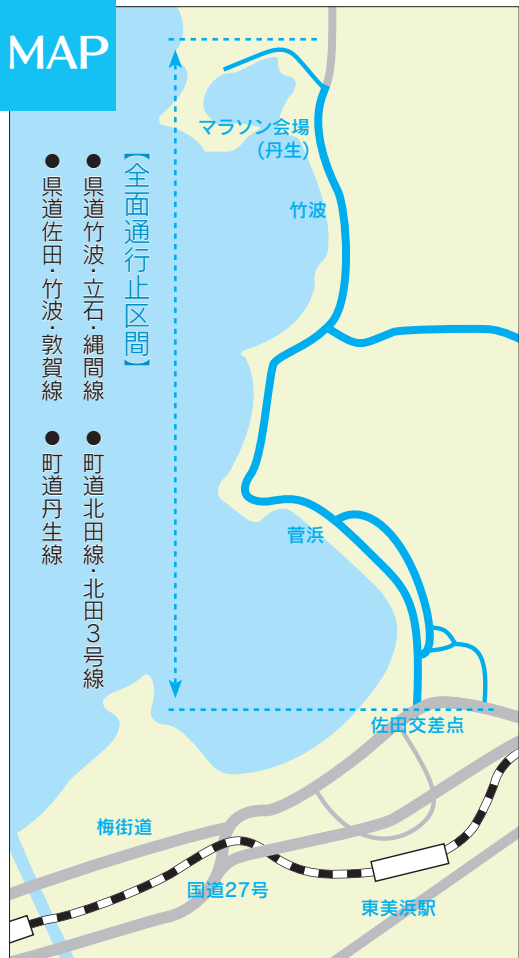 MAP
【全面通行止区間】
● 県道竹波・立石・縄間線 ● 町道北田線・北田3号線
● 県道佐田・竹波・敦賀線 ● 町道丹生線
マラソン会場
(丹生)
竹波
菅浜
佐田交差点
梅街道
国道27号
東美浜駅